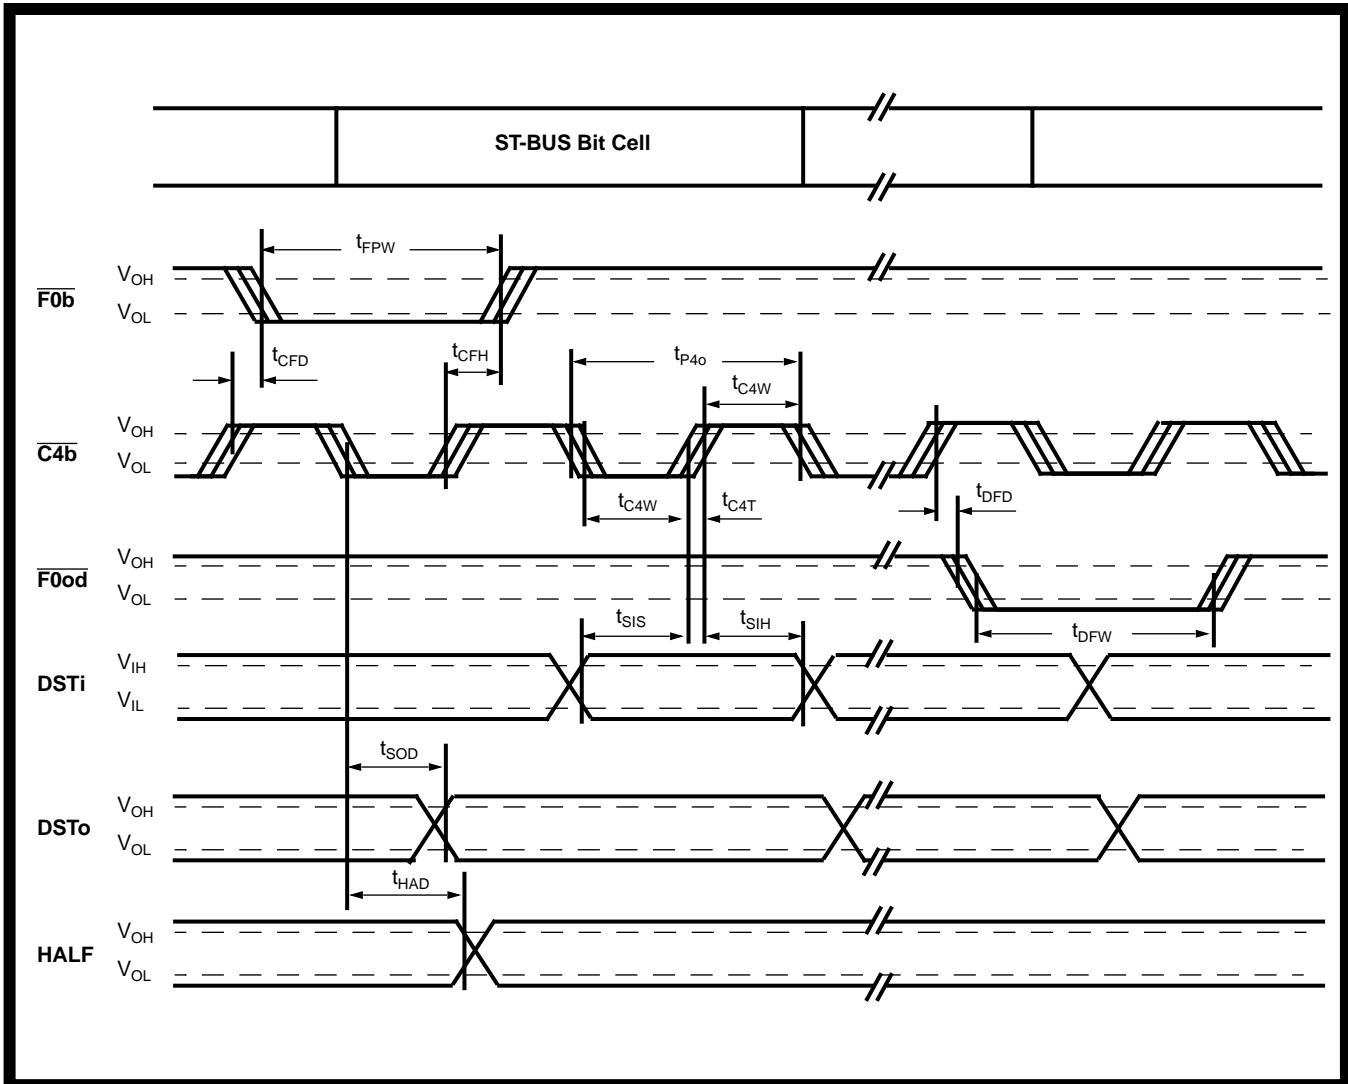 ST-BUS Bit Cell
tFPW
F0b
VOH
VOL
tCFD
tCFH
tP4o
tC4W
C4b
VOH
VOL
tC4W
tC4T
tDFD
F0od
VOH
VOL
tSIS
tSIH
tDFW
DSTi
VIH
VIL
tSOD
DSTo
VOH
VOL
tHAD
HALF
VOH
VOL